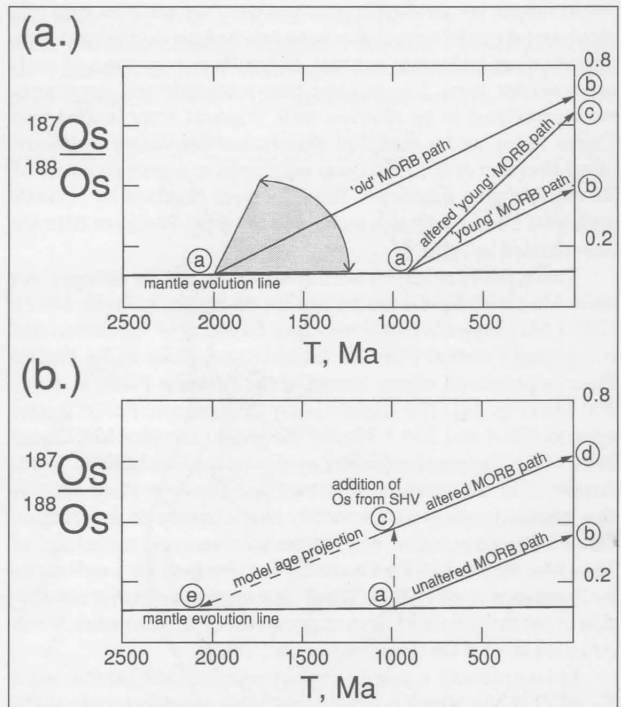 (a.)
187Os
188Os
0.8
b
c
b
0.2
'old' MORB path
altered 'young' MORB path
'young' MORB path
a
a
mantle evolution line
2500
2000
1500
1000
500
T, Ma
(b.)
187Os
188Os
0.8
d
b
0.2
addition of
Os from SHV
c
altered MORB path
model age projection
unaltered MORB path
e
a
mantle evolution line
2500
2000
1500
1000
500
T, Ma